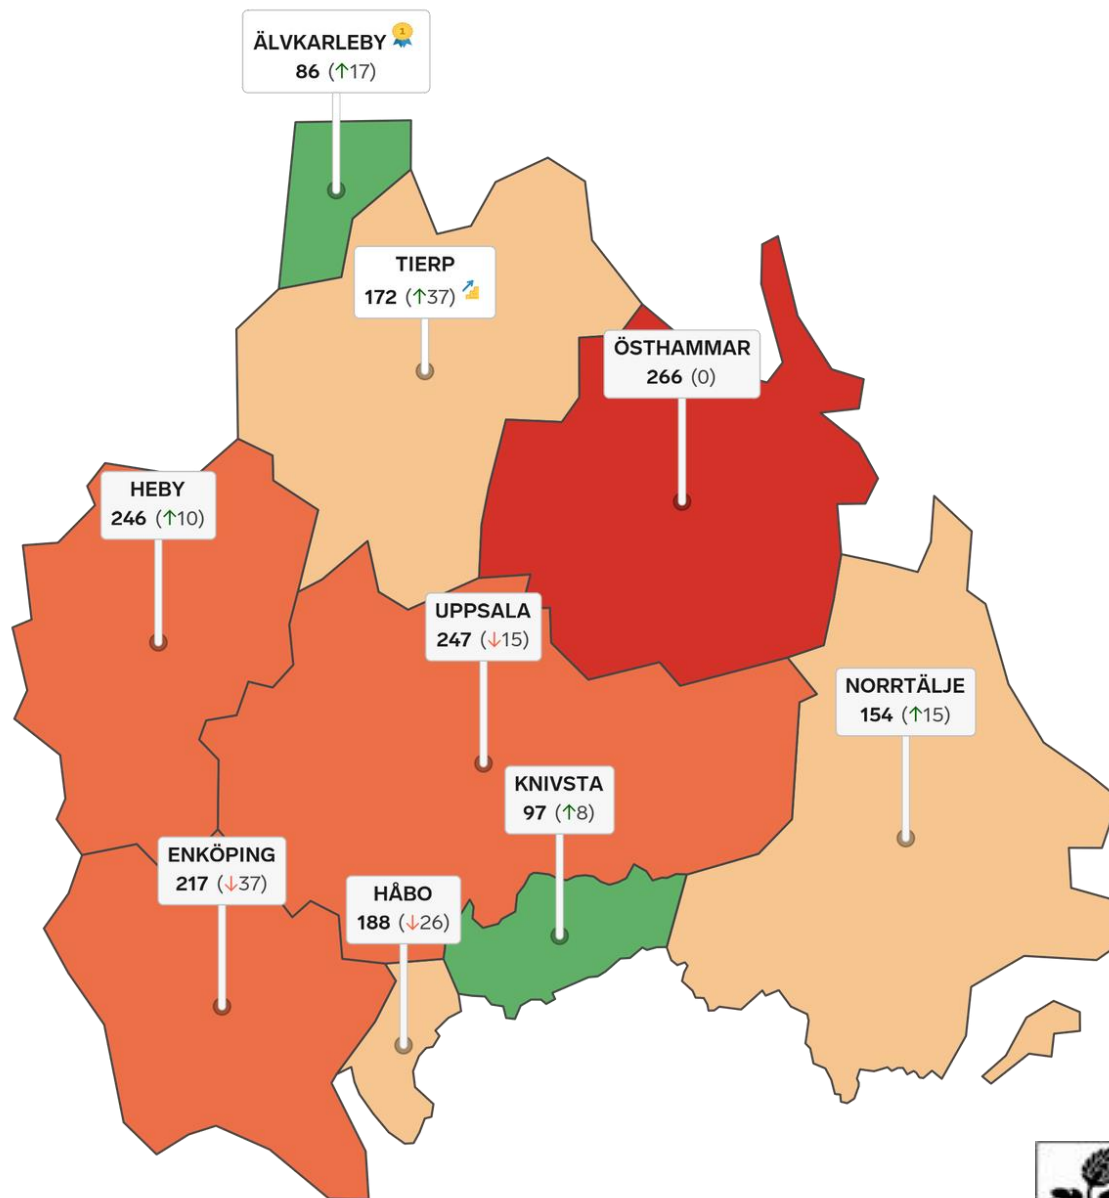 ÄLVKARLEBY 1
86 (↑17)
TIERP
172 (↑37)
ÖSTHAMMAR
266 (0)
HEBY
246 (↑10)
UPPSALA
247 (↓15)
NORRTÄLJE
154 (↑15)
KNIVSTA
97 (↑8)
ENKÖPING
217 (↓37)
HÅBO
188 (↓26)